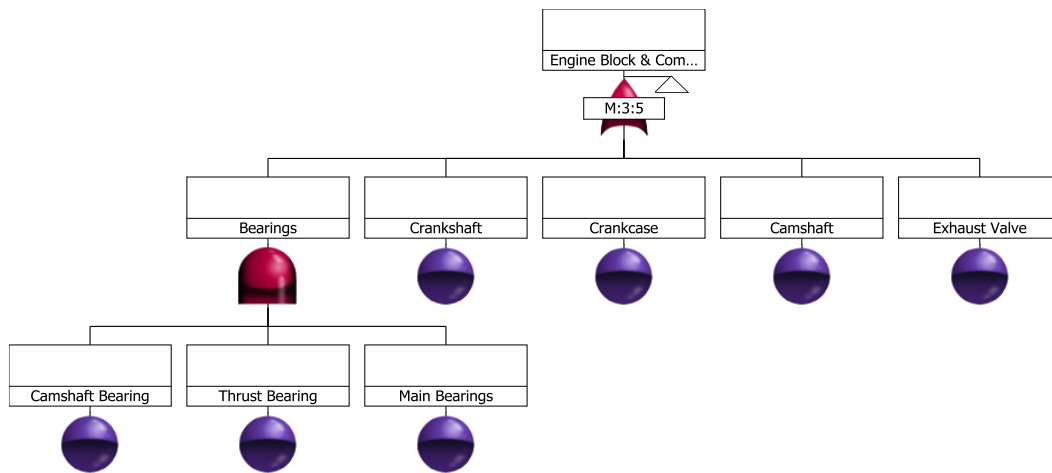 Engine Block & Com...
M:3:5
Bearings
Crankshaft
Crankcase
Camshaft
Exhaust Valve
Camshaft Bearing
Thrust Bearing
Main Bearings